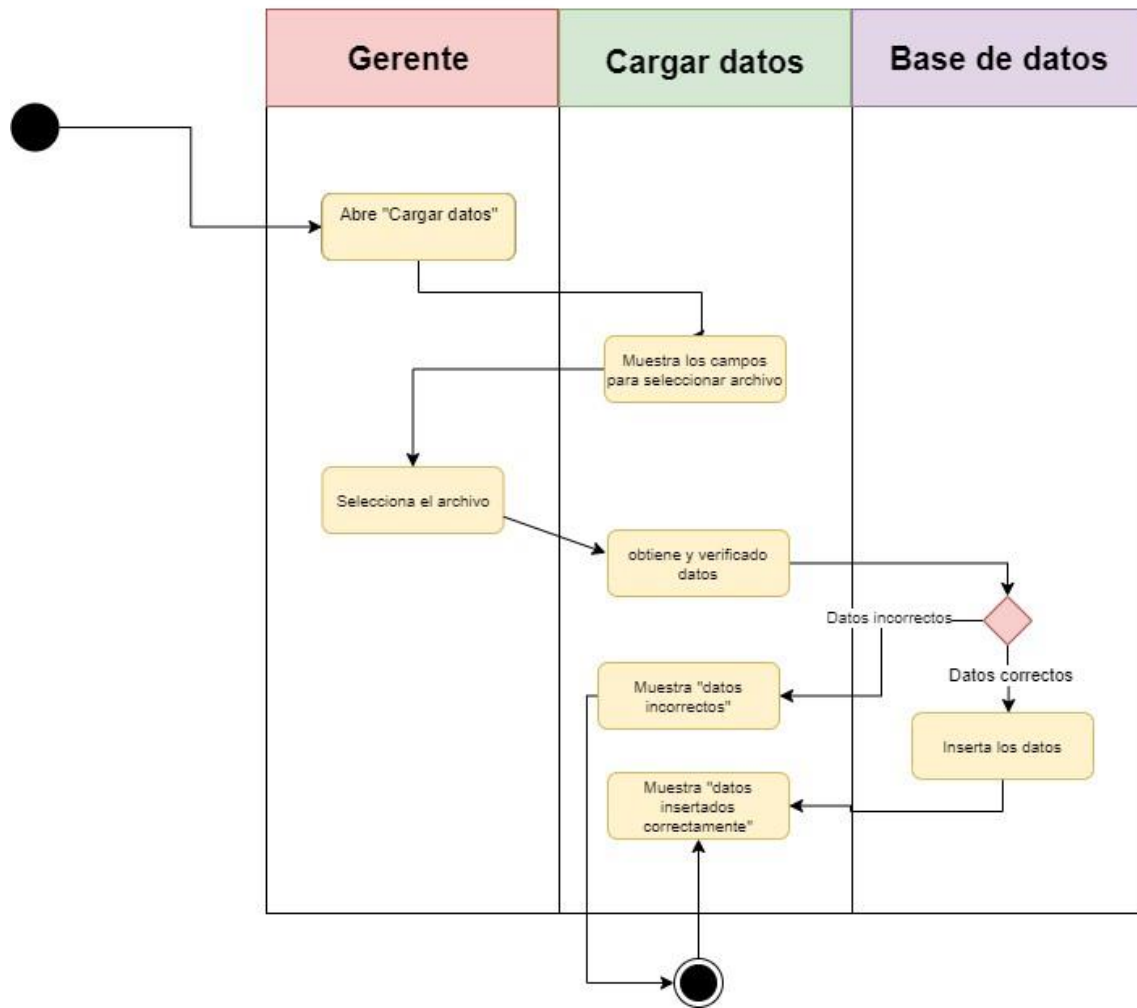 Gerente
Cargar datos
Base de datos
Abre "Cargar datos"
Muestra los campos
para seleccionar archivo
Selecciona el archivo
obtiene y verificado
datos
Datos incorrectos
Datos correctos
Muestra "datos
incorrectos"
Inserta los datos
Muestra "datos
insertados
correctamente"